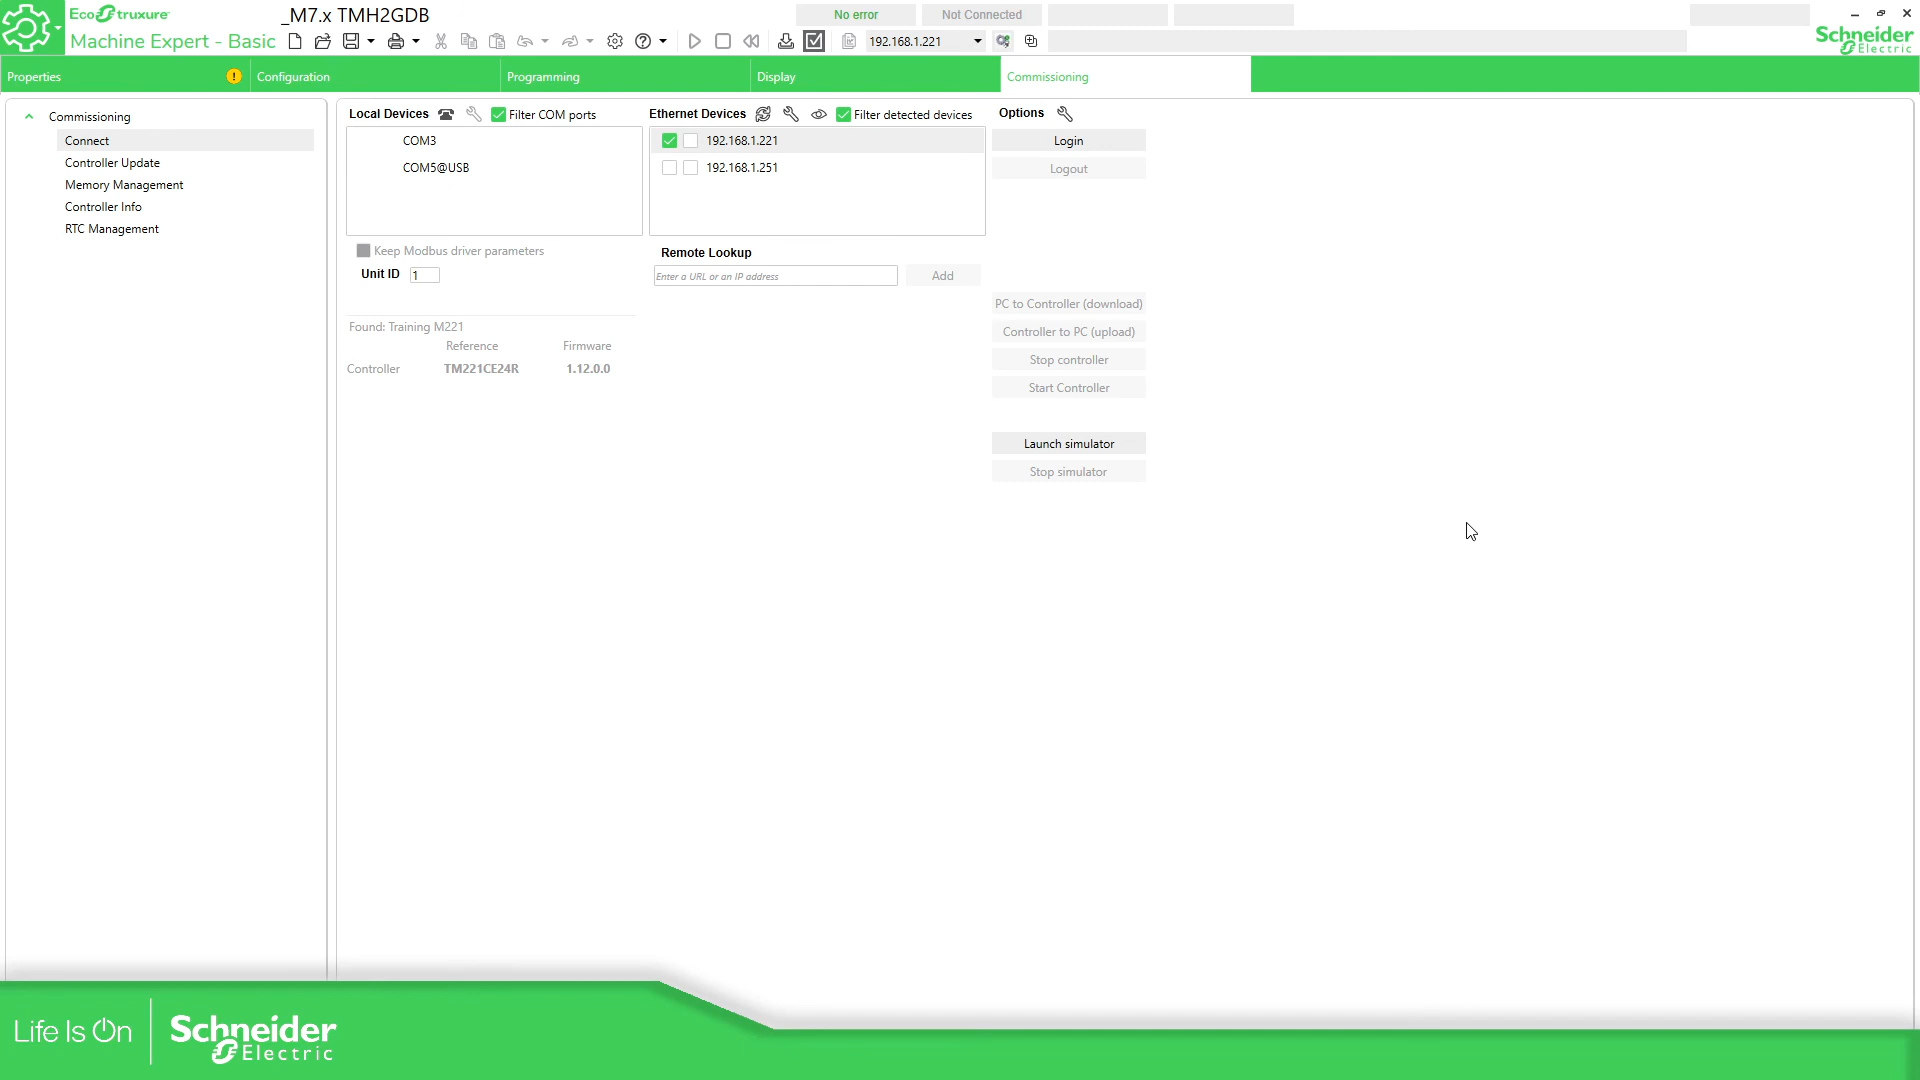 EcoStruxure
Machine Expert - Basic
_M7.x TMH2GDB
No error
Not Connected
192.168.1.221
Schneider
Electric
Properties
Configuration
Programming
Display
Commissioning
Commissioning
Connect
Controller Update
Memory Management
Controller Info
RTC Management
Local Devices
Filter COM ports
COM3
COM5@USB
Keep Modbus driver parameters
Unit ID 1
Found: Training M221
Reference Firmware
Controller TM221CE24R 1.12.0.0
Ethernet Devices
Filter detected devices
192.168.1.221
192.168.1.251
Remote Lookup
Enter a URL or an IP address
Add
Options
Login
Logout
PC to Controller (download)
Controller to PC (upload)
Stop controller
Start Controller
Launch simulator
Stop simulator
Life Is On
Schneider
Electric